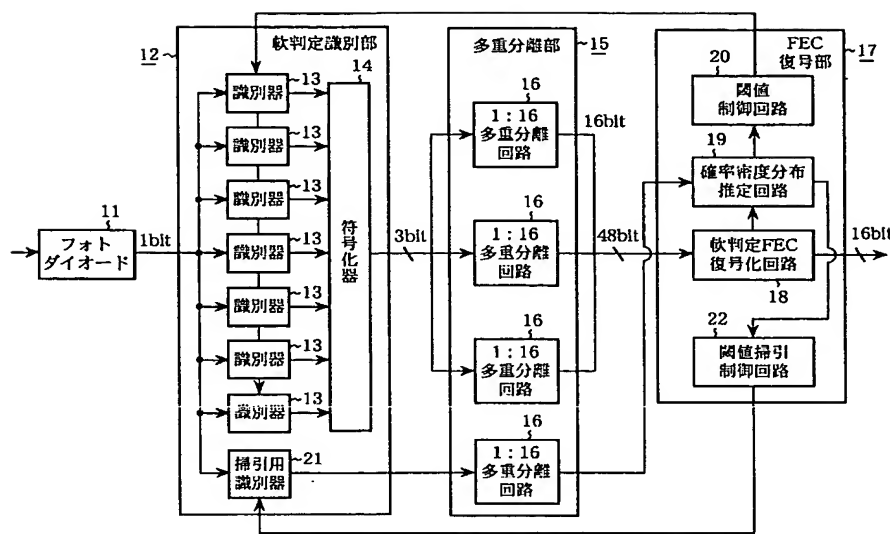 12
軟判定識別部
13
識別器
13
識別器
13
識別器
13
識別器
13
識別器
13
識別器
13
識別器
14
符号化器
掃引用
識別器
21
11
フォト
ダイオード
1bit
3bit
多重分離部
15
16
1：16
多重分離
回路
16bit
16
1：16
多重分離
回路
48bit
16
1：16
多重分離
回路
16
1：16
多重分離
回路
FEC
復号部
17
20
閾値
制御回路
19
確率密度分布
推定回路
軟判定FEC
復号化回路
18
16bit
22
閾値掃引
制御回路